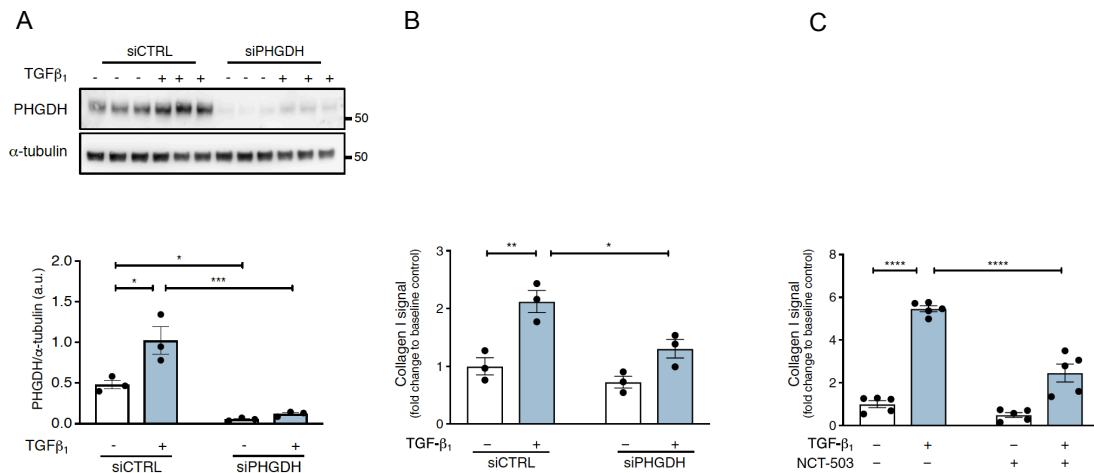 A
siCTRL siPHGDH
TGFβ1 - - - + + + - - - + + +
PHGDH
50
α-tubulin
50
PHGDH/α-tubulin (a.u.)
2.0
1.5
1.0
0.5
0.0
*
*
***
TGFβ1 - + - +
siCTRL siPHGDH
B
Collagen I signal
(fold change to baseline control)
3
2
1
0
** *
TGF-β1 – + – +
siCTRL siPHGDH
C
Collagen I signal
(fold change to baseline control)
8
6
4
2
0
**** ****
TGF-β1 – + – +
NCT-503 – – + +